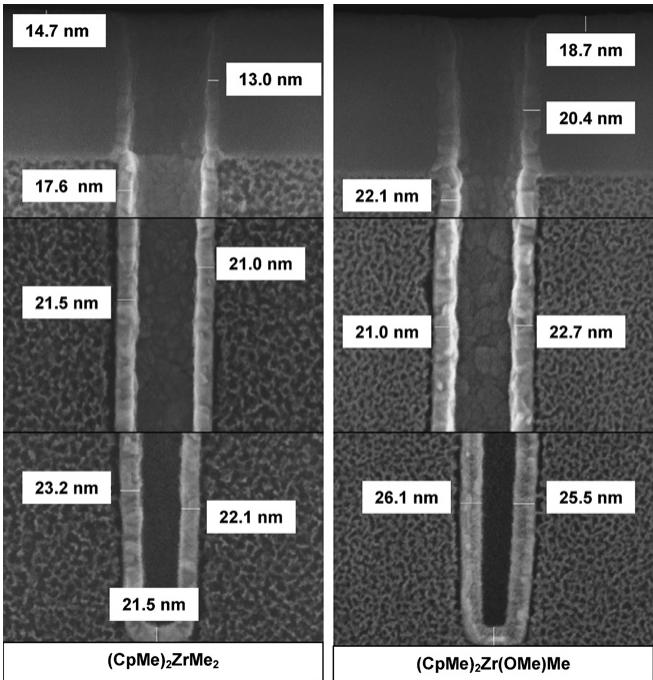 14.7 nm
13.0 nm
17.6 nm
21.0 nm
21.5 nm
23.2 nm
22.1 nm
21.5 nm
(CpMe)₂ZrMe₂
18.7 nm
20.4 nm
22.1 nm
21.0 nm
22.7 nm
26.1 nm
25.5 nm
(CpMe)₂Zr(OMe)Me